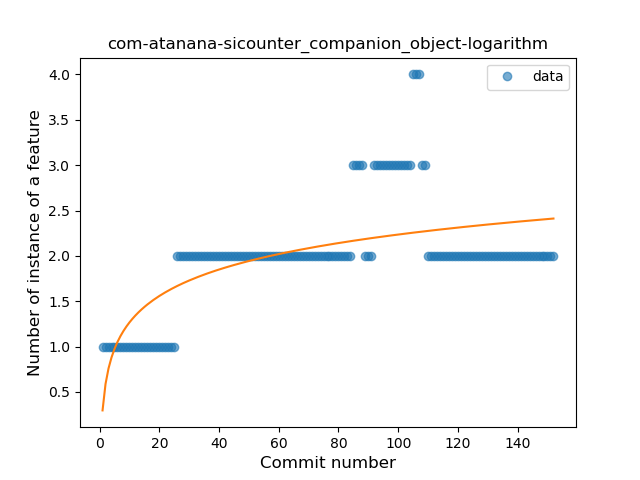 com-atanana-sicounter_companion_object-logarithm
data
Number of instance of a feature
4.0
3.5
3.0
2.5
2.0
1.5
1.0
0.5
0 20 40 60 80 100 120 140
Commit number